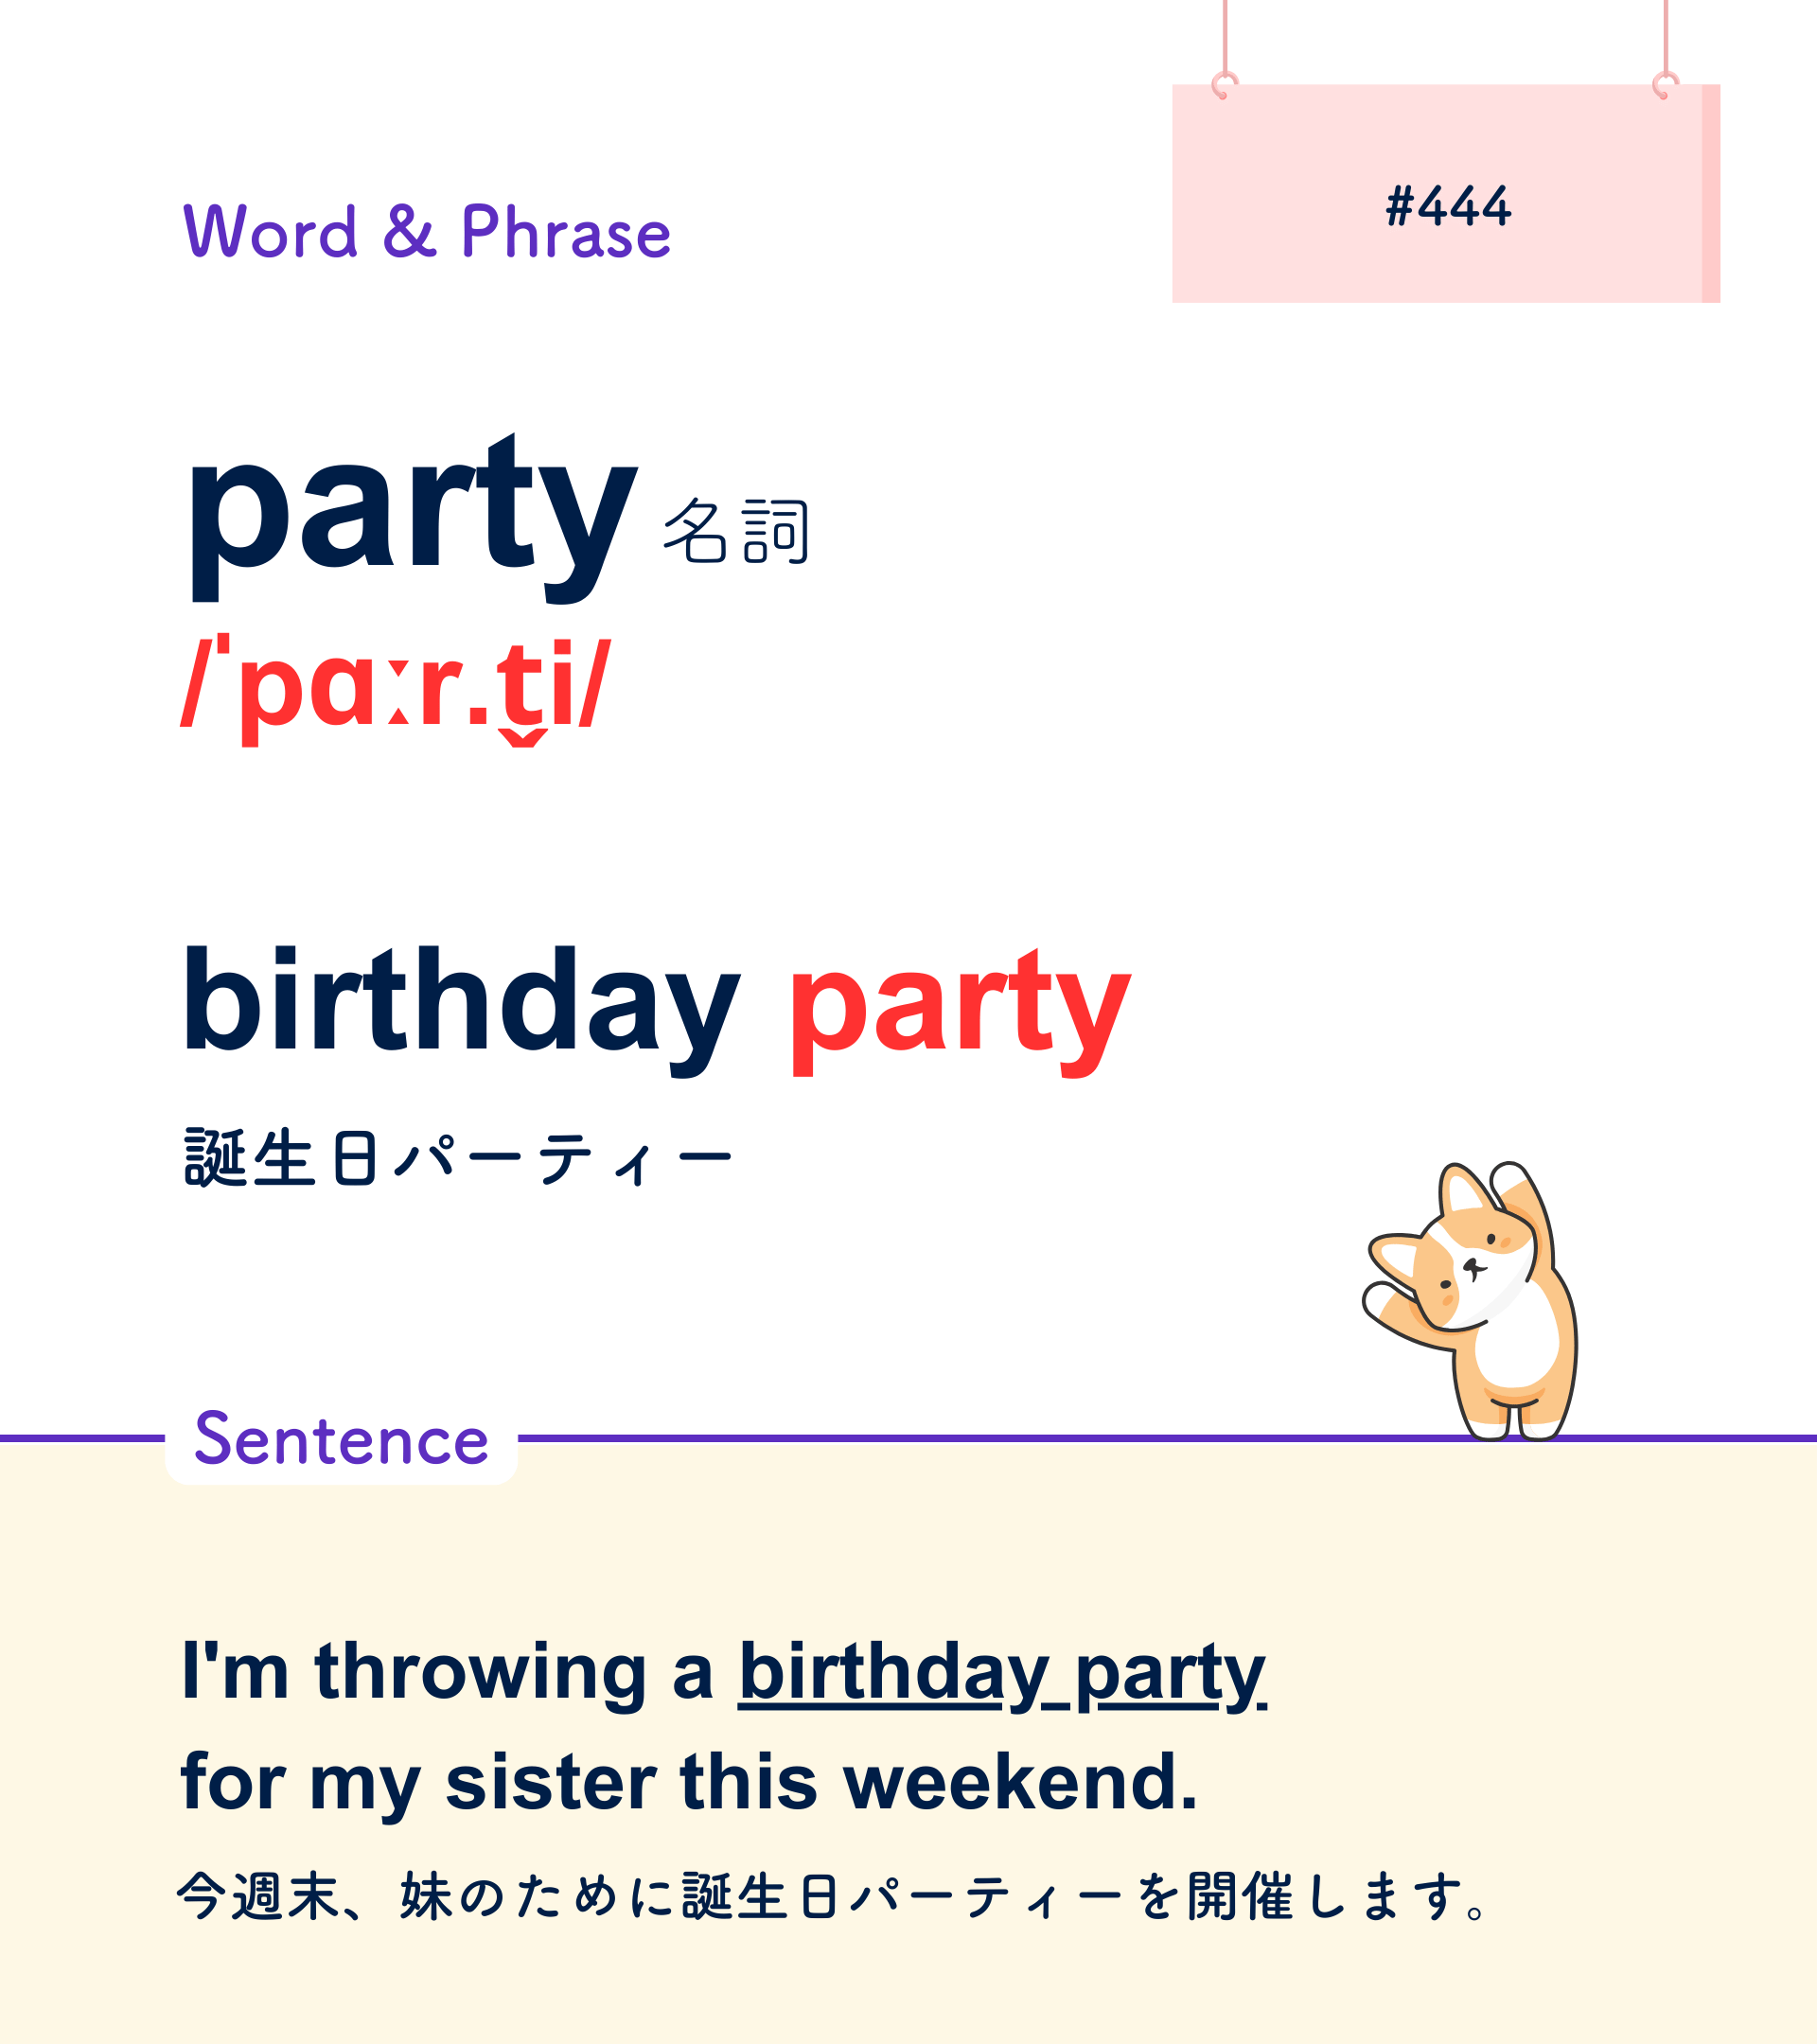 #444
Word & Phrase
party 名詞
/ˈpɑːr.t̬i/
birthday party
誕生日パーティー
Sentence
I'm throwing a birthday party
for my sister this weekend.
今週末、妹のために誕生日パーティーを開催します。